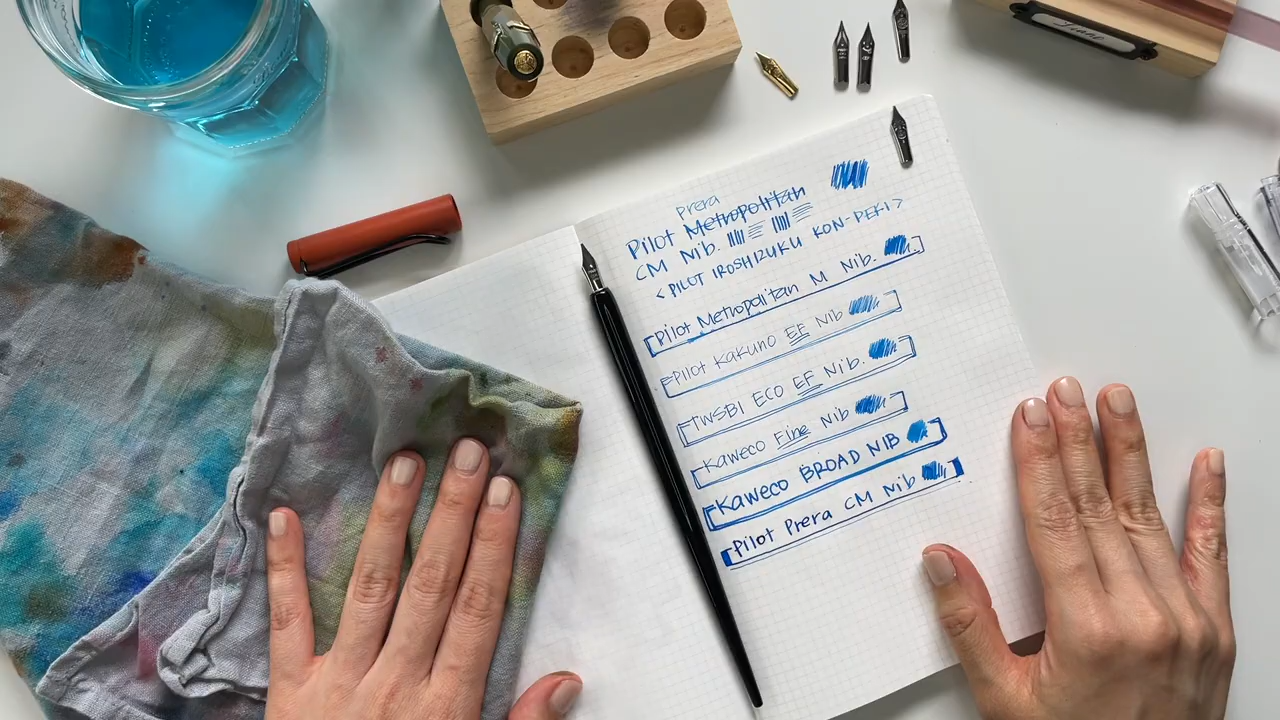 Prera
Pilot Metropolitan
CM Nib.
< PILOT IROSHIZUKU KON-PEKI >
Pilot Metropolitan M Nib.
Pilot Kakuno EF Nib
TWSBI ECO EF Nib.
Kaweco Fine Nib
Kaweco BROAD NIB
Pilot Prera CM Nib